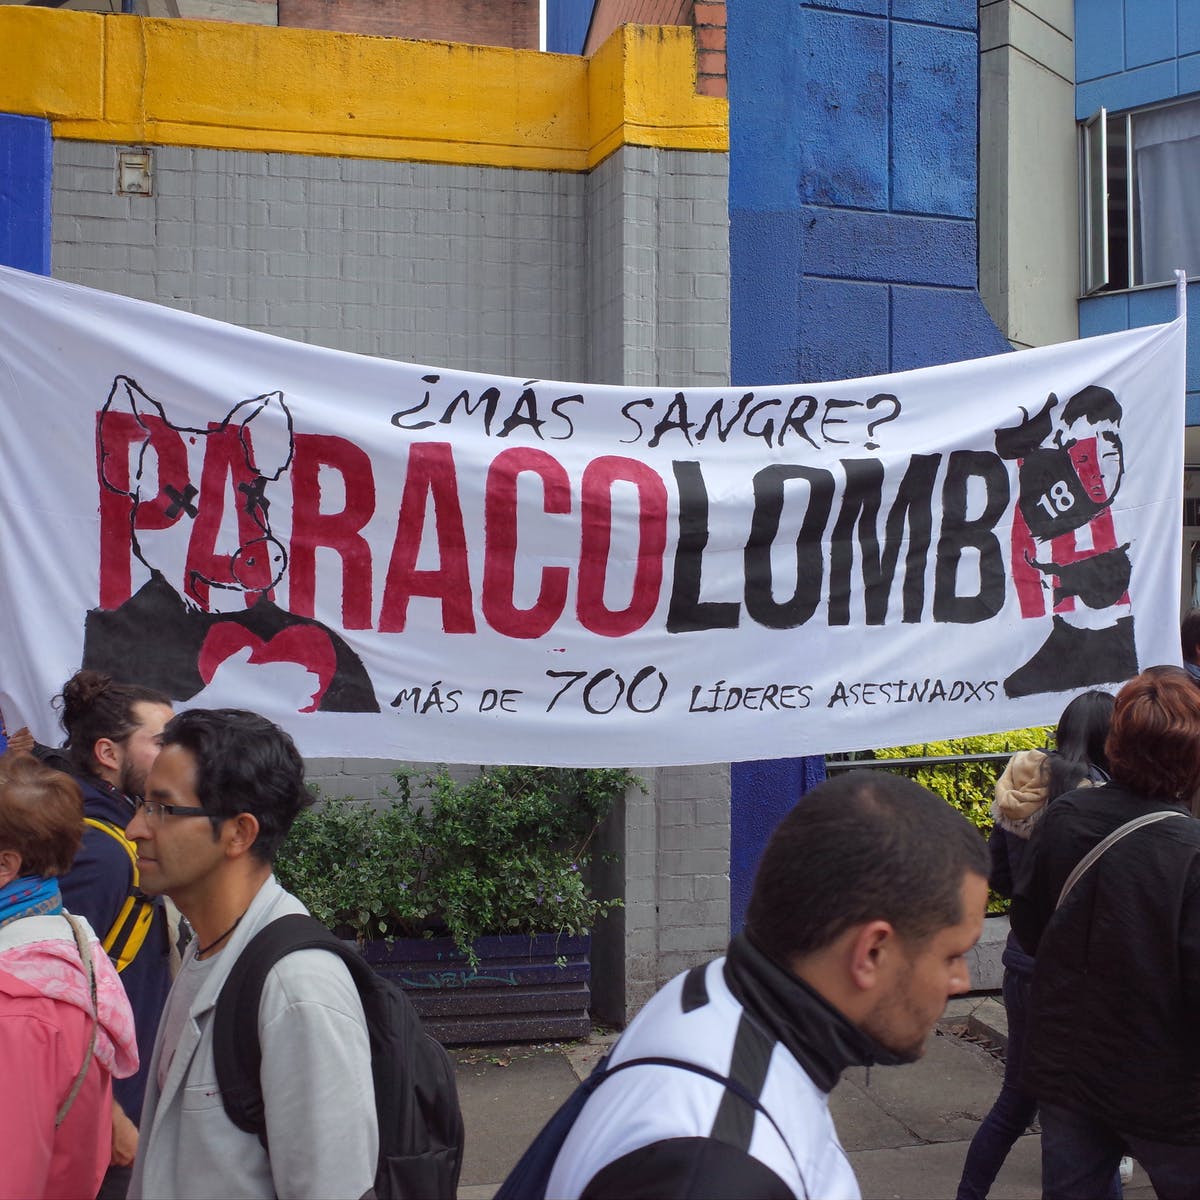 ¿MÁS SANGRE?
PARACOLOMBIA
18
MÁS DE 700 LÍDERES ASESINADXS